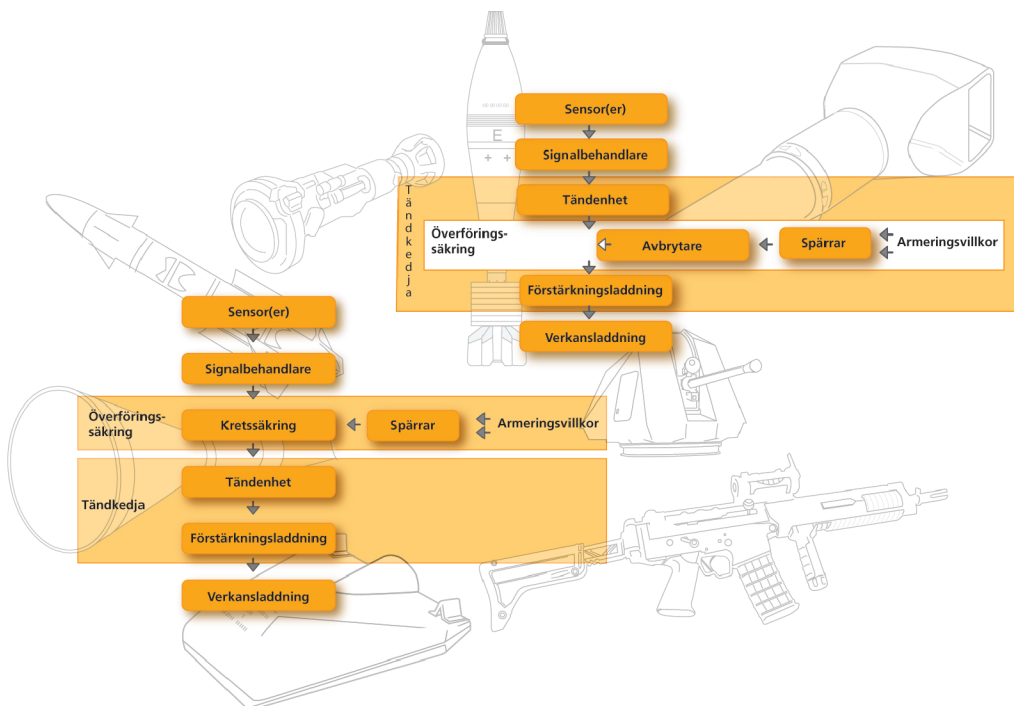 Sensor(er)
E
Signalbehandlare
Tändkedja
Tändenhet
Överförings-
säkring
Avbrytare
Spärrar
Armeringsvillkor
Förstärkningsladdning
Verkansladdning
Sensor(er)
Signalbehandlare
Överförings-
säkring
Kretssäkring
Spärrar
Armeringsvillkor
Tändkedja
Tändenhet
Förstärkningsladdning
Verkansladdning